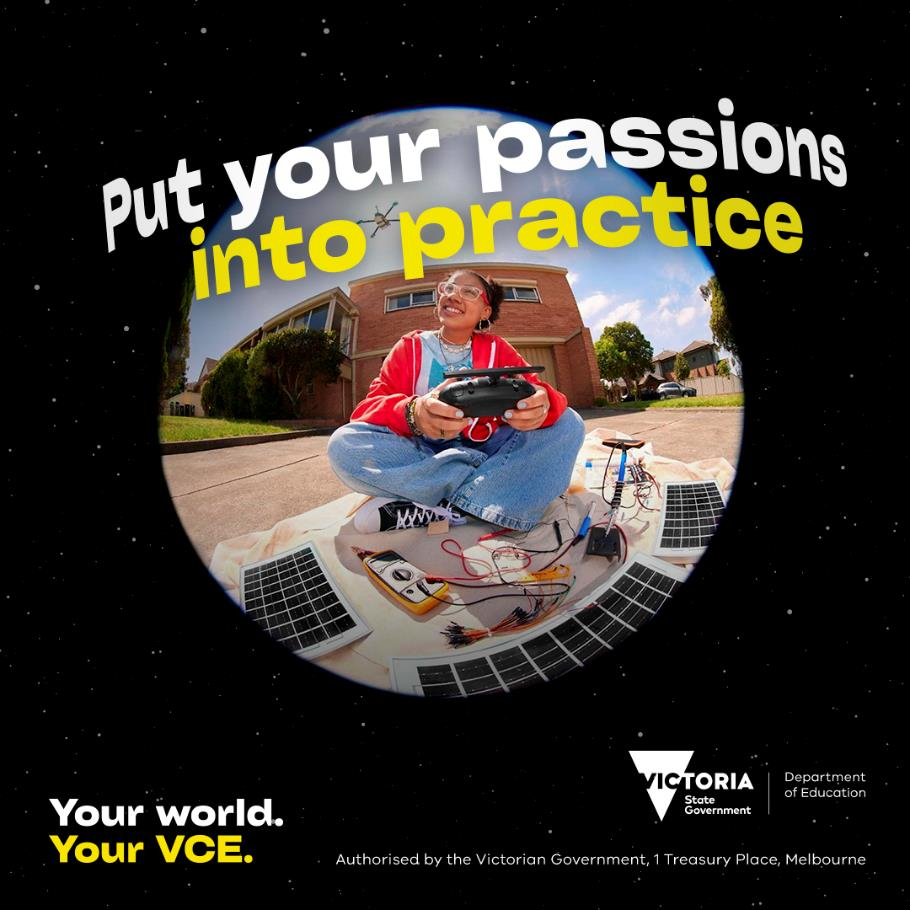 Put your passions
into practice
VICTORIA
State
Government
Department
of Education
Your world.
Your VCE.
Authorised by the Victorian Government, 1 Treasury Place, Melbourne